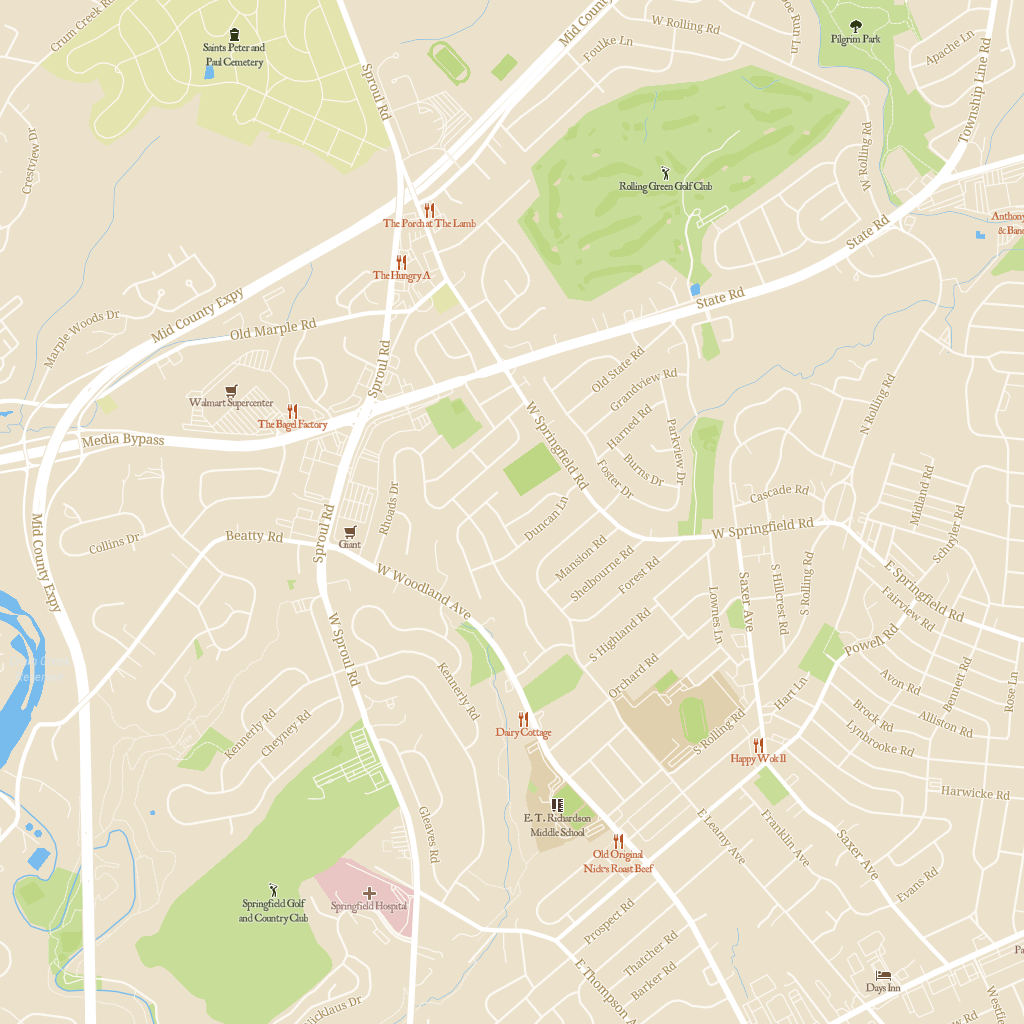 Crum Creek Rd
Saints Peter and
Paul Cemetery
Sproul Rd
Mid County
W Rolling Rd
Foulke Ln
Roe Run Ln
Pilgrim Park
Apache Ln
Township Line Rd
Crestview Dr
Rolling Green Golf Club
W Rolling Rd
The Porch at The Lamb
State Rd
Anthony
& Banq
The Hungry A
State Rd
Mid County Expy
Marple Woods Dr
Old Marple Rd
Sproul Rd
Old State Rd
Grandview Rd
Walmart Supercenter
The Bagel Factory
Media Bypass
N Rolling Rd
Harned Rd
W Springfield Rd
Parkview Dr
Burns Dr
Foster Dr
Cascade Rd
Midland Rd
Rhoads Dr
Mid County Expy
Collins Dr
Beatty Rd
Sproul Rd
Giant
Duncan Ln
W Springfield Rd
Schuyler Rd
Mansion Rd
Shelbourne Rd
Forest Rd
W Woodland Ave
Lownes Ln
Saxer Ave
S Hillcrest Rd
S Rolling Rd
E Springfield Rd
Fairview Rd
W Sproul Rd
S Highland Rd
Powell Rd
Orchard Rd
Kennerly Rd
Avon Rd
Bennett Rd
Rose Ln
Hart Ln
Brock Rd
Alliston Rd
Kennerly Rd
Cheyney Rd
Dairy Cottage
S Rolling Rd
Happy Wok II
Lynbrooke Rd
Harwicke Rd
Gleaves Rd
E. T. Richardson
Middle School
E Leamy Ave
Franklin Ave
Saxer Ave
Old Original
Nick's Roast Beef
Evans Rd
Springfield Golf
and Country Club
Springfield Hospital
Prospect Rd
Thatcher Rd
Barker Rd
E Thompson A
Days Inn
Nicklaus Dr